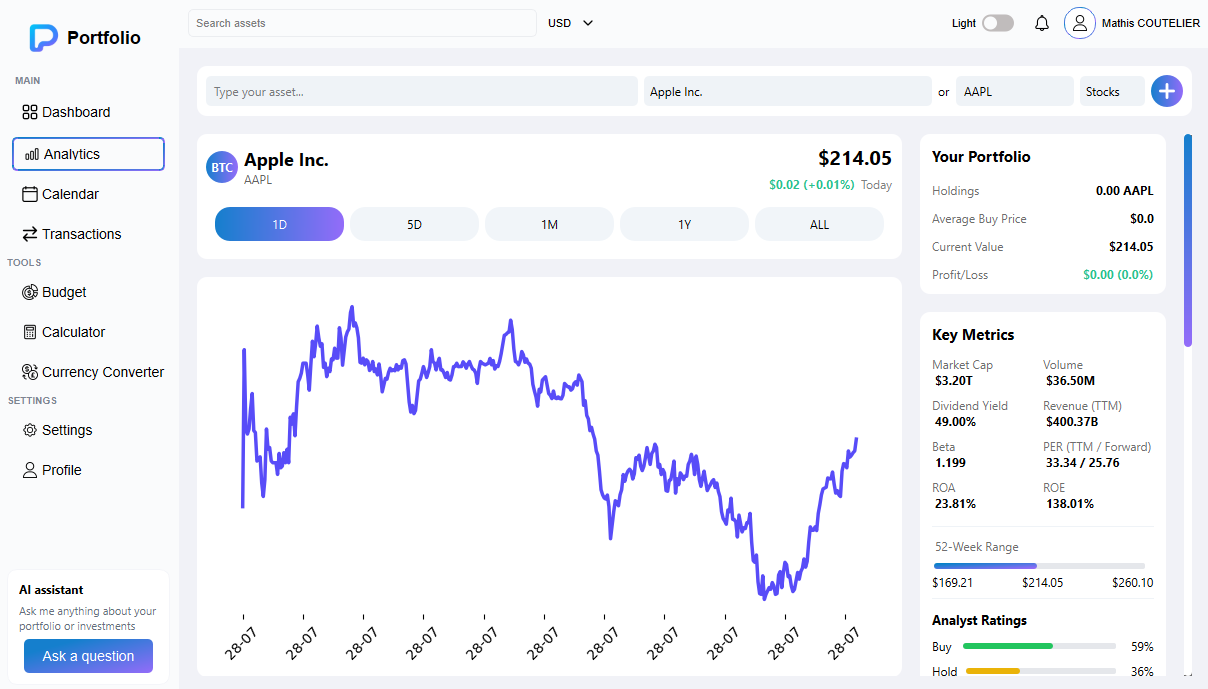 Portfolio
Search assets
USD
Light
Mathis COUTELIER
MAIN
Dashboard
Analytics
Calendar
Transactions
TOOLS
Budget
Calculator
Currency Converter
SETTINGS
Settings
Profile
AI assistant
Ask me anything about your
portfolio or investments
Ask a question
Type your asset...
Apple Inc.
or
AAPL
Stocks
BTC
Apple Inc.
AAPL
$214.05
$0.02 (+0.01%) Today
1D
5D
1M
1Y
ALL
28-07
28-07
28-07
28-07
28-07
28-07
28-07
28-07
28-07
28-07
28-07
Your Portfolio
Holdings 0.00 AAPL
Average Buy Price $0.0
Current Value $214.05
Profit/Loss $0.00 (0.0%)
Key Metrics
Market Cap Volume
$3.20T $36.50M
Dividend Yield Revenue (TTM)
49.00% $400.37B
Beta PER (TTM / Forward)
1.199 33.34 / 25.76
ROA ROE
23.81% 138.01%
52-Week Range
$169.21 $214.05 $260.10
Analyst Ratings
Buy 59%
Hold 36%